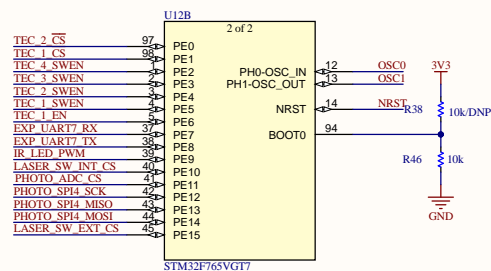 U12B
2 of 2
TEC_2_CS 97 PE0
TEC_1_CS 98 PE1
TEC_4_SWEN 1 PE2
TEC_3_SWEN 2 PE3
TEC_2_SWEN 3 PE4
TEC_1_SWEN 4 PE5
TEC_1_EN 5 PE6
EXP_UART7_RX 37 PE7
EXP_UART7_TX 38 PE8
IR_LED_PWM 39 PE9
LASER_SW_INT_CS 40 PE10
PHOTO_ADC_CS 41 PE11
PHOTO_SPI4_SCK 42 PE12
PHOTO_SPI4_MISO 43 PE13
PHOTO_SPI4_MOSI 44 PE14
LASER_SW_EXT_CS 45 PE15
PH0-OSC_IN 12 OSC0
PH1-OSC_OUT 13 OSC1
NRST 14 NRST
BOOT0 94
3V3
R38 10k/DNP
R46 10k
GND
STM32F765VGT7